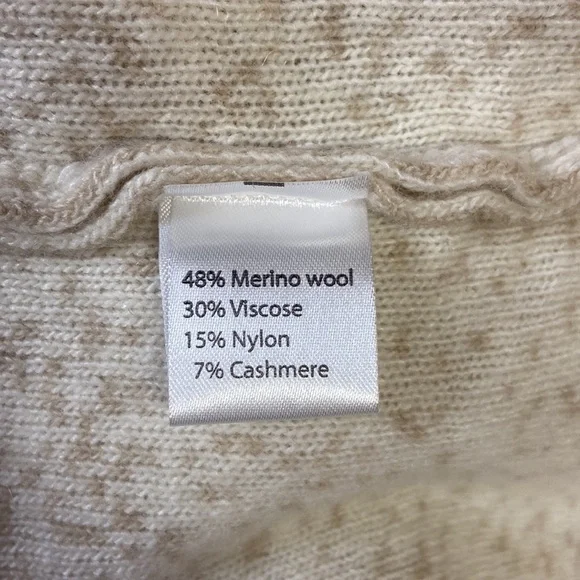 48% Merino wool
30% Viscose
15% Nylon
7% Cashmere